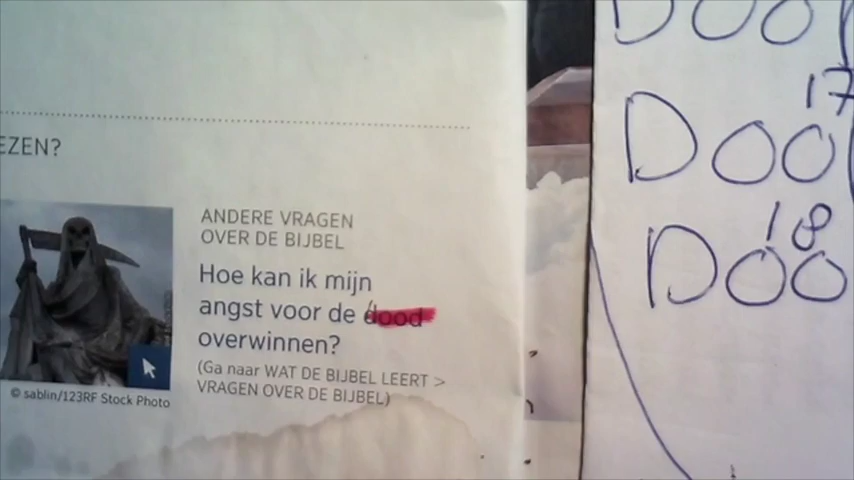 EZEN?
ANDERE VRAGEN
OVER DE BIJBEL
Hoe kan ik mijn
angst voor de dood
overwinnen?
(Ga naar WAT DE BIJBEL LEERT >
VRAGEN OVER DE BIJBEL)
© sablin/123RF Stock Photo
DOO
17
DOO
18
DOO